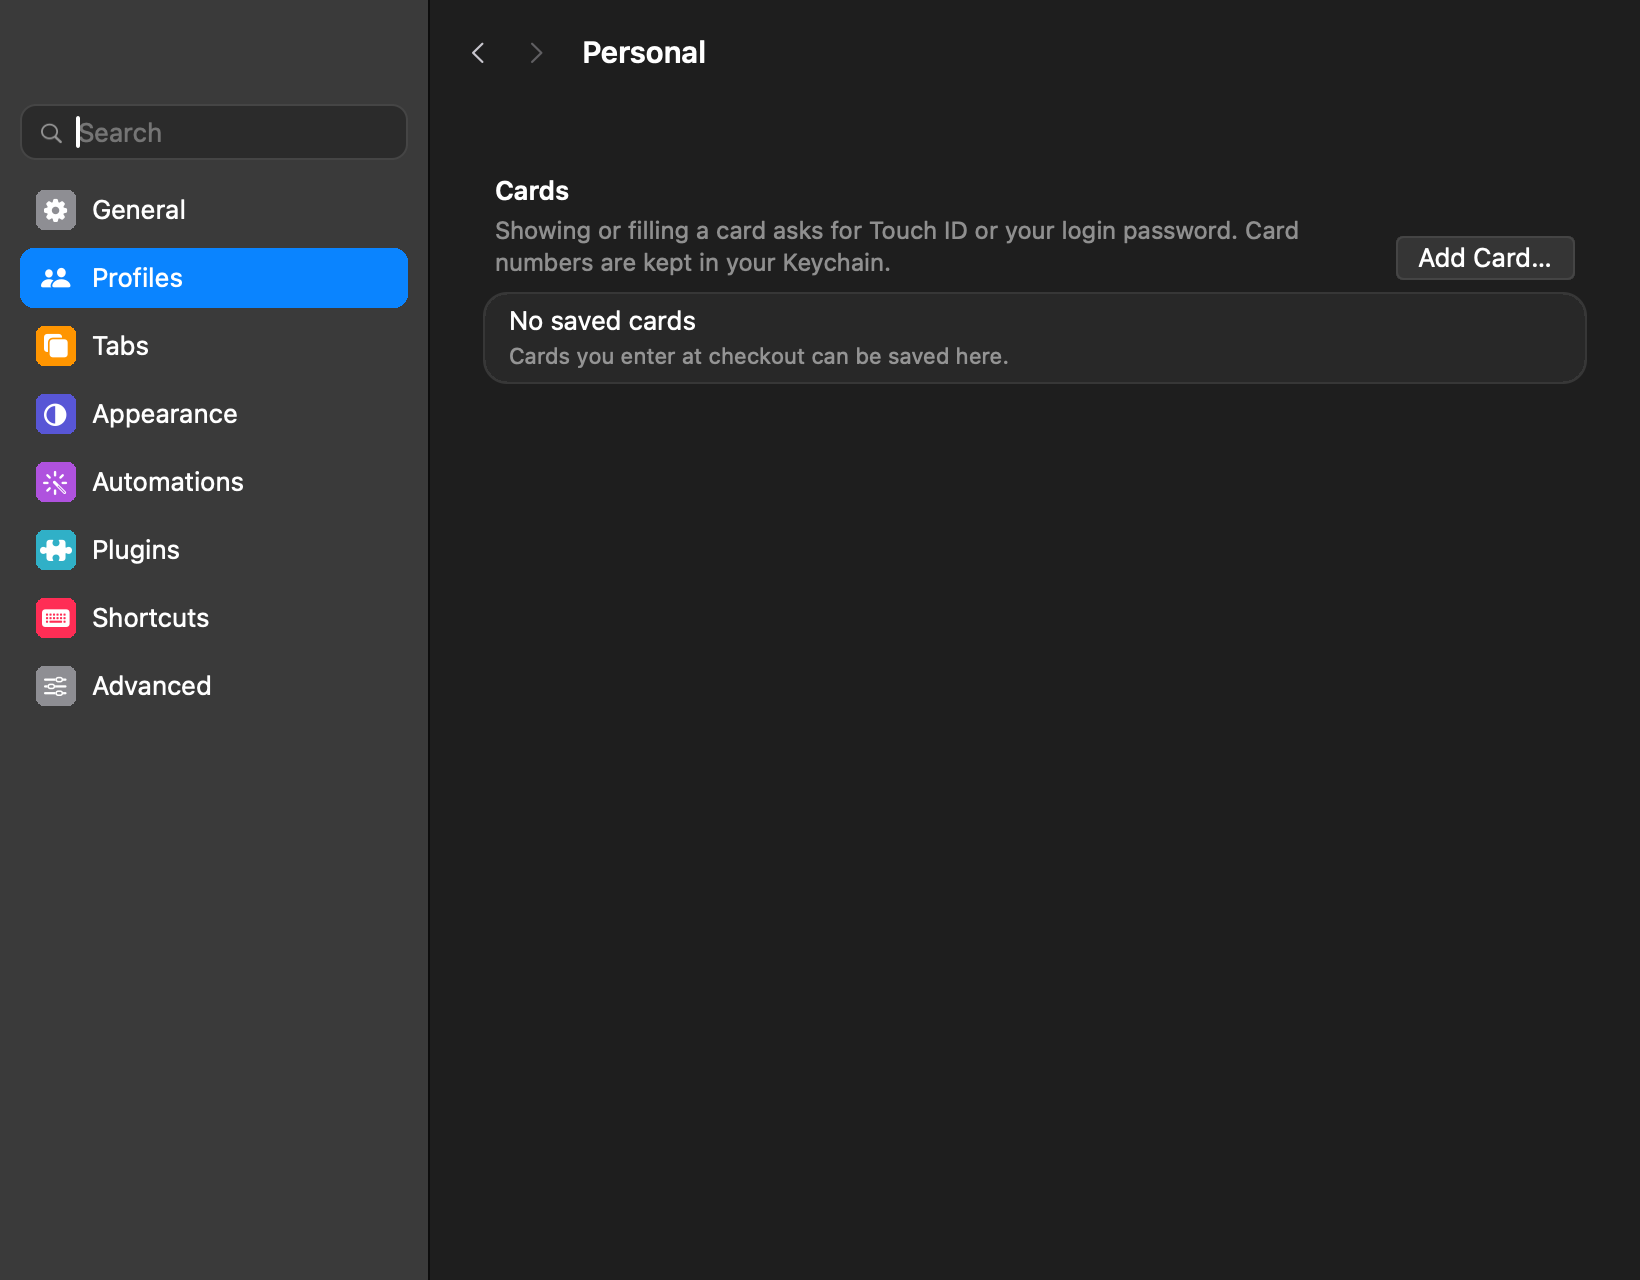 Search
General
Profiles
Tabs
Appearance
Automations
Plugins
Shortcuts
Advanced
Personal
Cards
Showing or filling a card asks for Touch ID or your login password. Card
numbers are kept in your Keychain.
Add Card...
No saved cards
Cards you enter at checkout can be saved here.